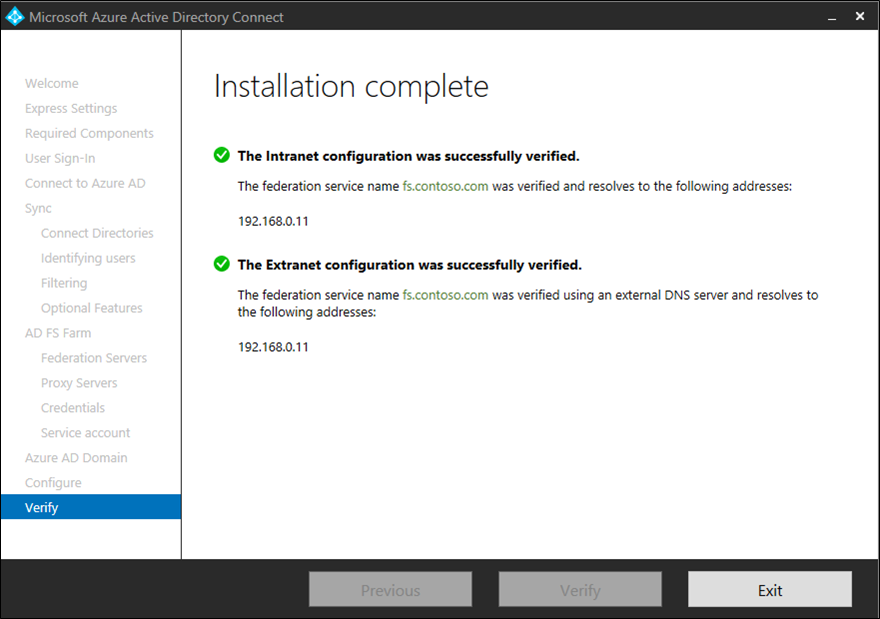 Microsoft Azure Active Directory Connect
Welcome
Express Settings
Required Components
User Sign-In
Connect to Azure AD
Sync
Connect Directories
Identifying users
Filtering
Optional Features
AD FS Farm
Federation Servers
Proxy Servers
Credentials
Service account
Azure AD Domain
Configure
Verify
Installation complete
The Intranet configuration was successfully verified.
The federation service name fs.contoso.com was verified and resolves to the following addresses:
192.168.0.11
The Extranet configuration was successfully verified.
The federation service name fs.contoso.com was verified using an external DNS server and resolves to
the following addresses:
192.168.0.11
Previous
Verify
Exit